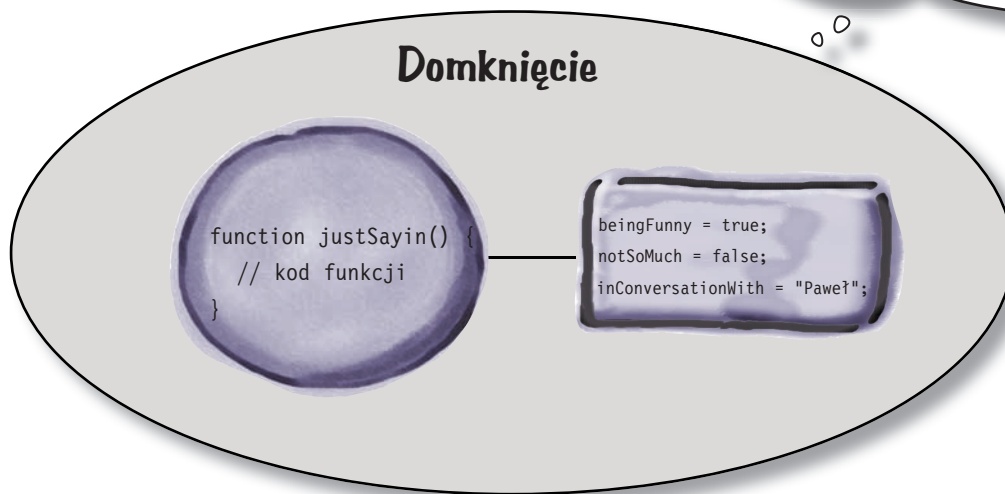 Domknięcie
function justSayin() {
// kod funkcji
}
beingFunny = true;
notSoMuch = false;
inConversationWith = "Paweł";